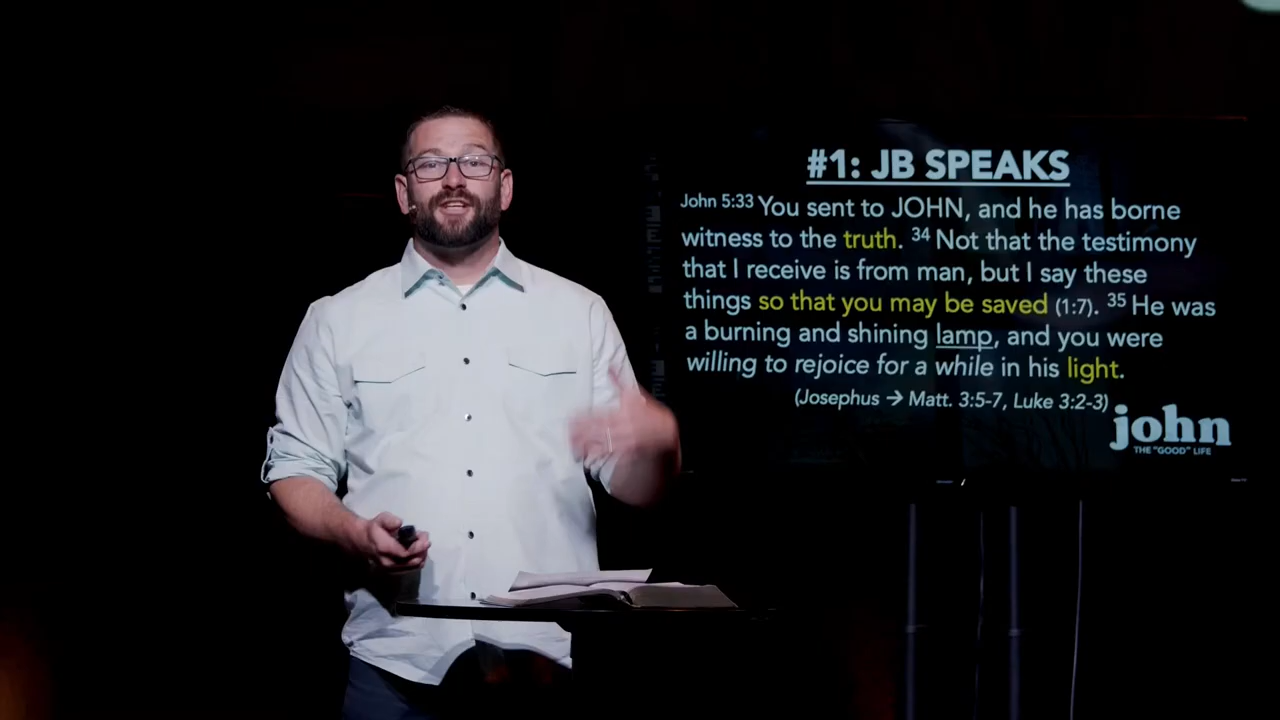 #1: JB SPEAKS
John 5:33 You sent to JOHN, and he has borne
witness to the truth. 34 Not that the testimony
that I receive is from man, but I say these
things so that you may be saved (1:7). 35 He was
a burning and shining lamp, and you were
willing to rejoice for a while in his light.
(Josephus → Matt. 3:5-7, Luke 3:2-3)
john
THE "GOOD" LIFE